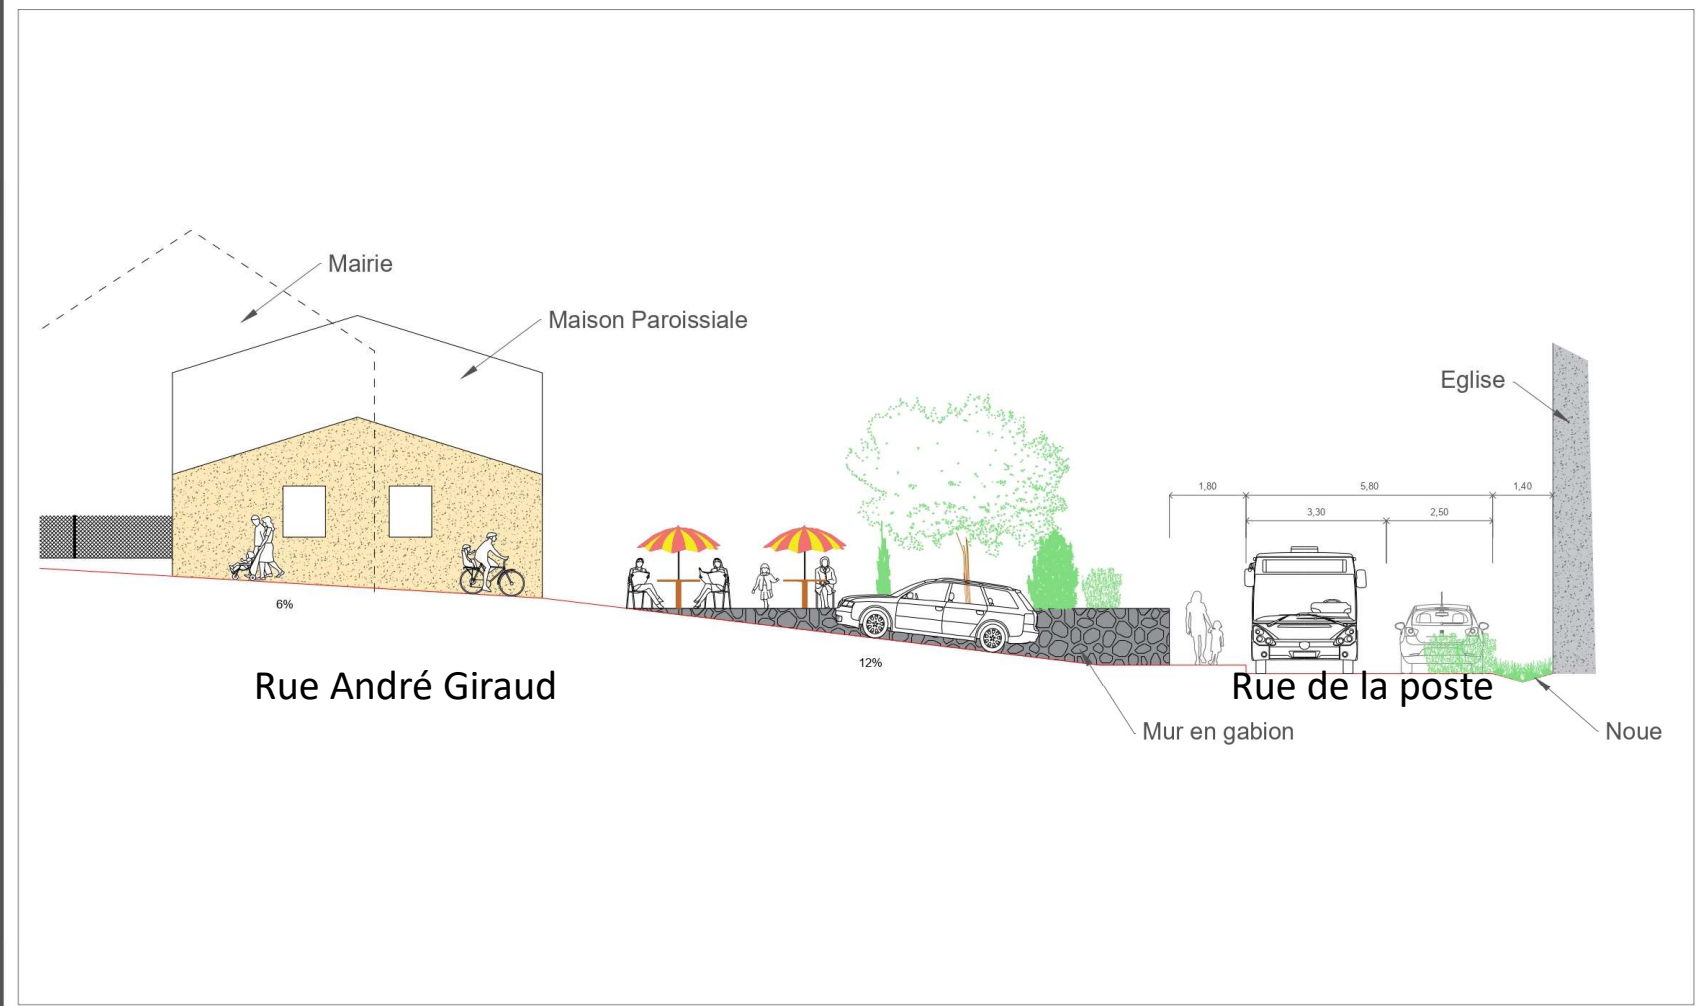 Mairie
Maison Paroissiale
Eglise
1,80
5,80
1,40
3,30
2,50
6%
12%
Rue André Giraud
Rue de la poste
Mur en gabion
Noue